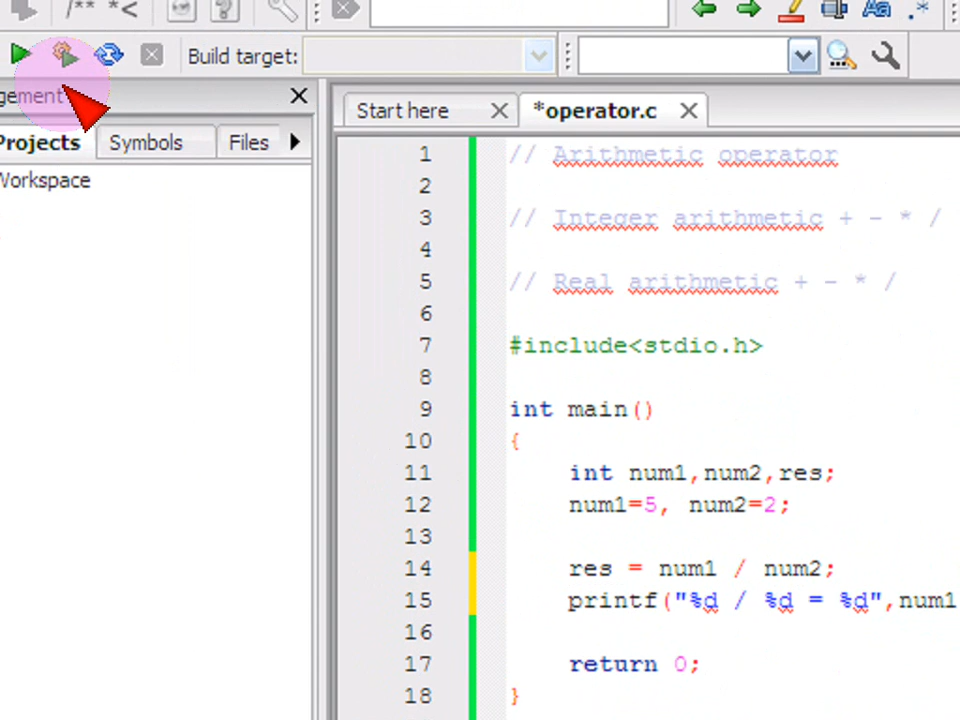 /** *<
Build target:
gement
Start here *operator.c
Projects Symbols Files
Workspace
1 // Arithmetic operator
2
3 // Integer arithmetic + - * /
4
5 // Real arithmetic + - * /
6
7 #include<stdio.h>
8
9 int main()
10 {
11 int num1,num2,res;
12 num1=5, num2=2;
13
14 res = num1 / num2;
15 printf("%d / %d = %d",num1
16
17 return 0;
18 }